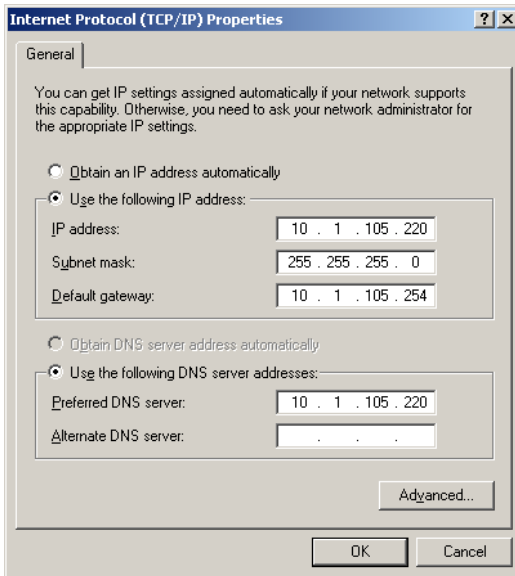 Internet Protocol (TCP/IP) Properties
General
You can get IP settings assigned automatically if your network supports
this capability. Otherwise, you need to ask your network administrator for
the appropriate IP settings.
Obtain an IP address automatically
Use the following IP address:
IP address: 10 . 1 . 105 . 220
Subnet mask: 255 . 255 . 255 . 0
Default gateway: 10 . 1 . 105 . 254
Obtain DNS server address automatically
Use the following DNS server addresses:
Preferred DNS server: 10 . 1 . 105 . 220
Alternate DNS server: . . .
Advanced...
OK Cancel